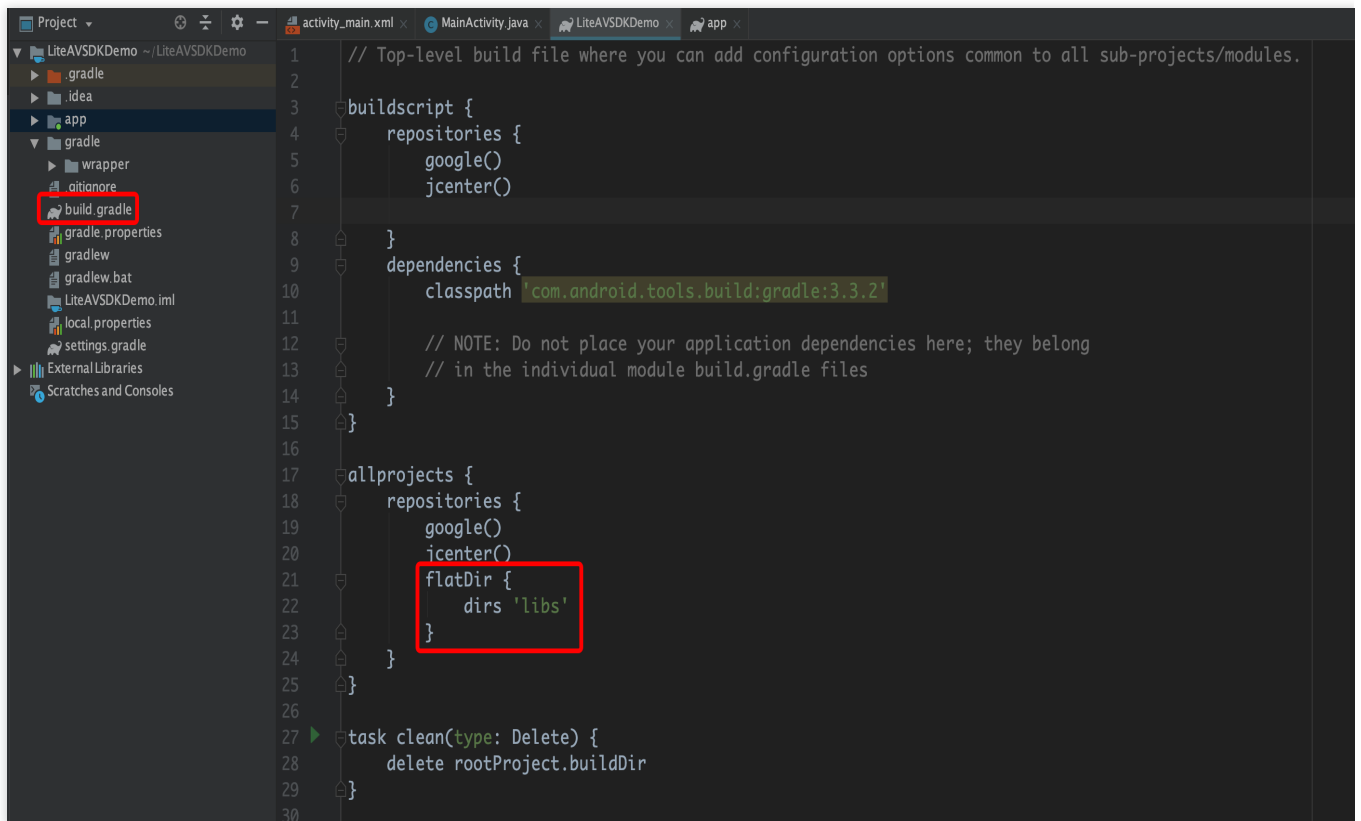 Project
activity_main.xml
MainActivity.java
LiteAVSDKDemo
app
LiteAVSDKDemo ~/LiteAVSDKDemo
.gradle
.idea
app
gradle
wrapper
.gitignore
build.gradle
gradle.properties
gradlew
gradlew.bat
LiteAVSDKDemo.iml
local.properties
settings.gradle
External Libraries
Scratches and Consoles
1 // Top-level build file where you can add configuration options common to all sub-projects/modules.
2
3 buildscript {
4 repositories {
5 google()
6 jcenter()
7
8 }
9 dependencies {
10 classpath 'com.android.tools.build:gradle:3.3.2'
11
12 // NOTE: Do not place your application dependencies here; they belong
13 // in the individual module build.gradle files
14 }
15 }
16
17 allprojects {
18 repositories {
19 google()
20 jcenter()
21 flatDir {
22 dirs 'libs'
23 }
24 }
25 }
26
27 task clean(type: Delete) {
28 delete rootProject.buildDir
29 }
30